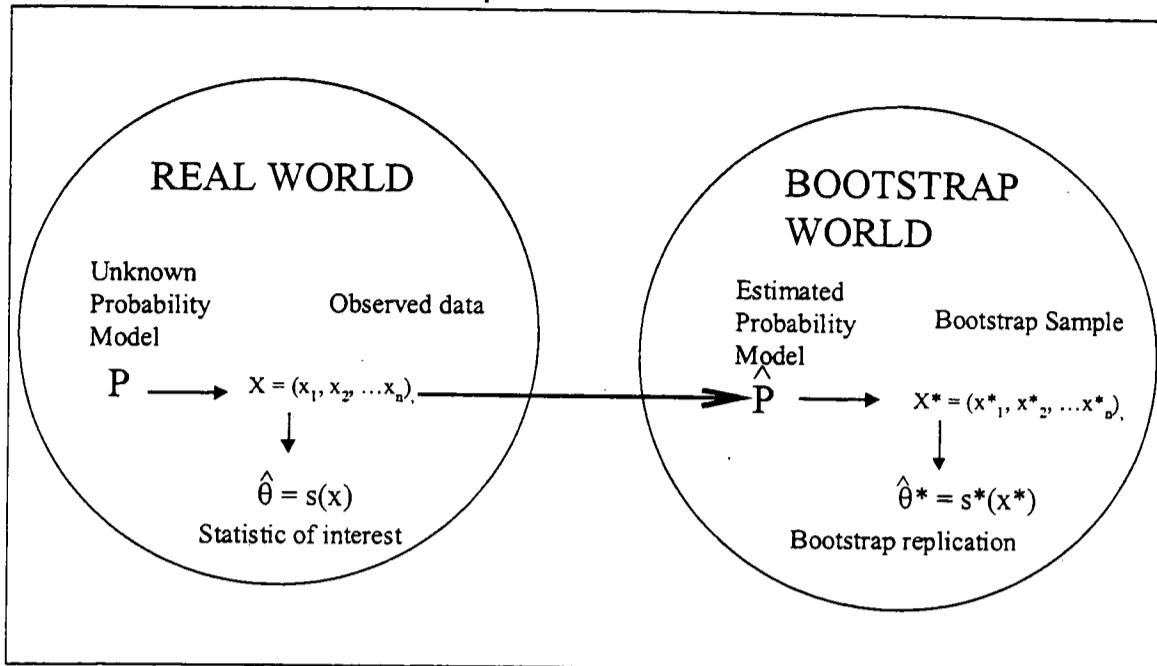 REAL WORLD
Unknown
Probability
Model
Observed data
P
X = (x₁, x₂, ...xₙ),
θ̂ = s(x)
Statistic of interest
BOOTSTRAP
WORLD
Estimated
Probability
Model
Bootstrap Sample
P̂
X* = (x*₁, x*₂, ...x*ₙ),
θ̂* = s*(x*)
Bootstrap replication